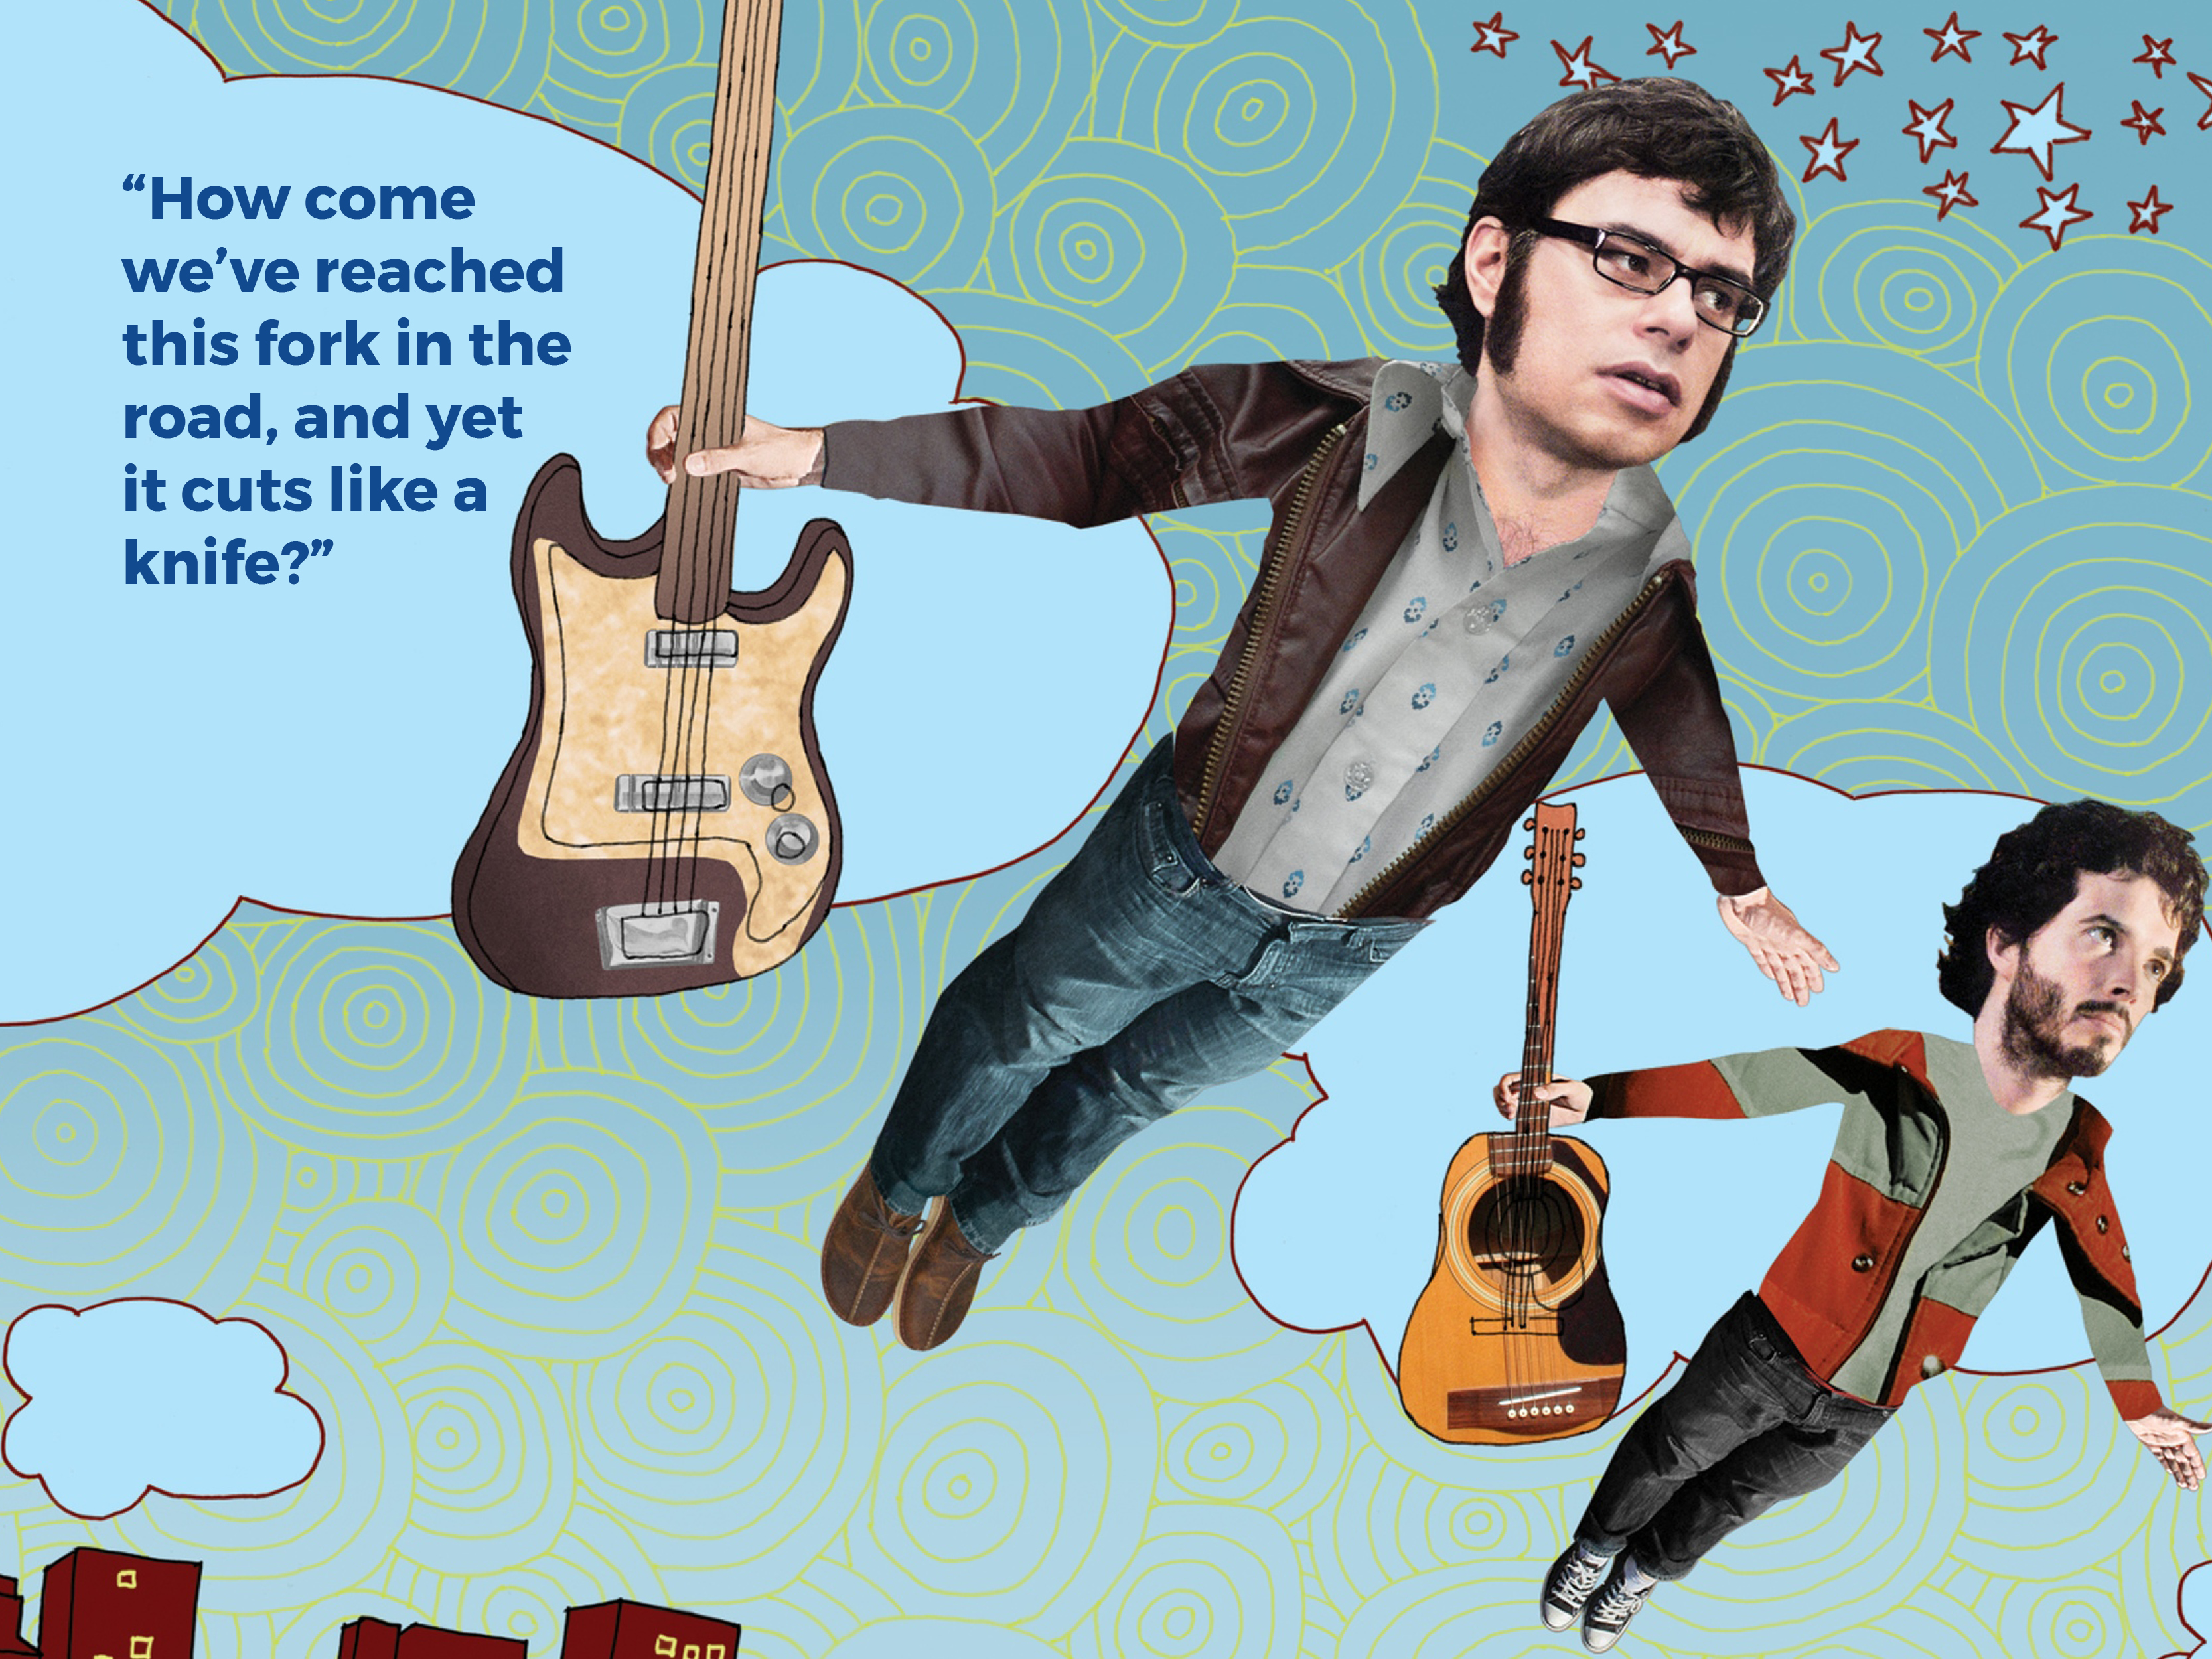 “How come
we’ve reached
this fork in the
road, and yet
it cuts like a
knife?”